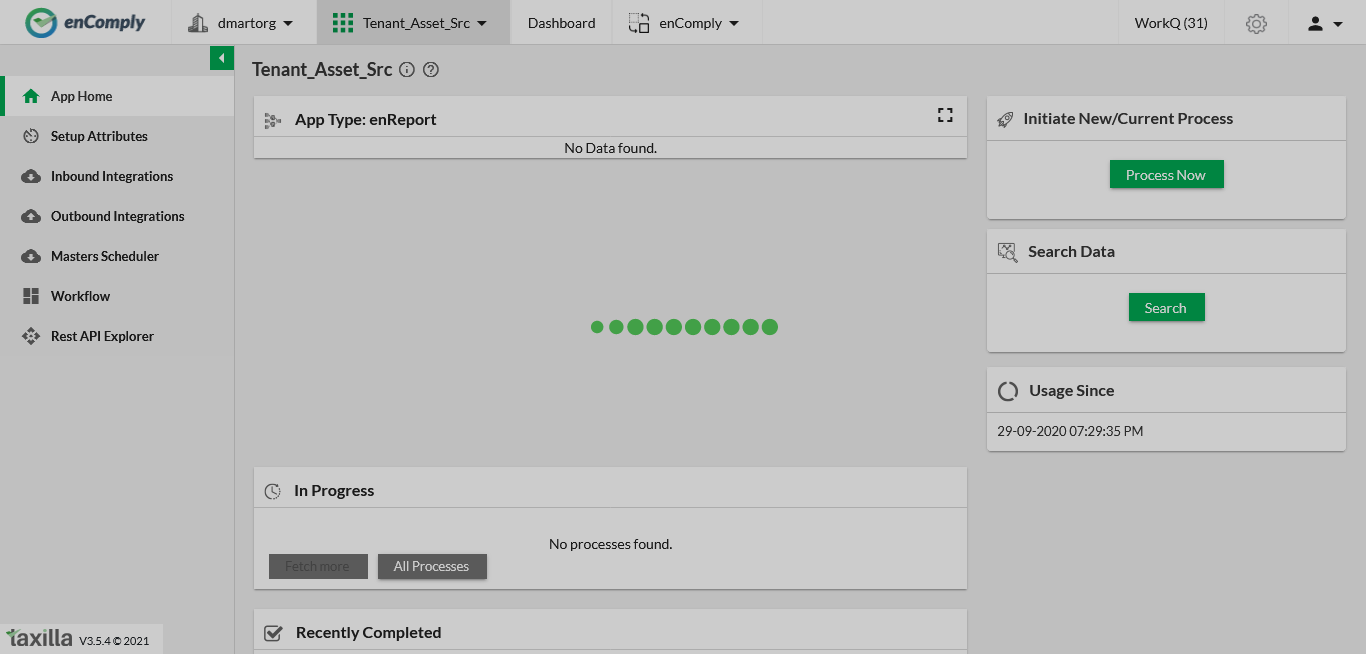 enComply
dmartorg
Tenant_Asset_Src
Dashboard
enComply
WorkQ (31)
Tenant_Asset_Src
App Home
Setup Attributes
Inbound Integrations
Outbound Integrations
Masters Scheduler
Workflow
Rest API Explorer
App Type: enReport
No Data found.
In Progress
No processes found.
Fetch more
All Processes
Recently Completed
Initiate New/Current Process
Process Now
Search Data
Search
Usage Since
29-09-2020 07:29:35 PM
taxilla V3.5.4 © 2021